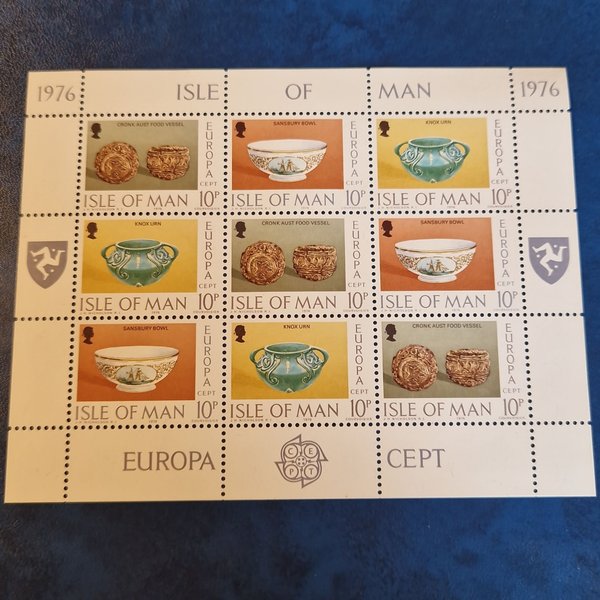 1976 ISLE OF MAN 1976
CRONK AUST FOOD VESSEL
EUROPA CEPT
ISLE OF MAN 10P
SANSBURY BOWL
EUROPA CEPT
ISLE OF MAN 10P
KNOX URN
EUROPA CEPT
ISLE OF MAN 10P
KNOX URN
EUROPA CEPT
ISLE OF MAN 10P
CRONK AUST FOOD VESSEL
EUROPA CEPT
ISLE OF MAN 10P
SANSBURY BOWL
EUROPA CEPT
ISLE OF MAN 10P
SANSBURY BOWL
EUROPA CEPT
ISLE OF MAN 10P
KNOX URN
EUROPA CEPT
ISLE OF MAN 10P
CRONK AUST FOOD VESSEL
EUROPA CEPT
ISLE OF MAN 10P
EUROPA CEPT CEPT